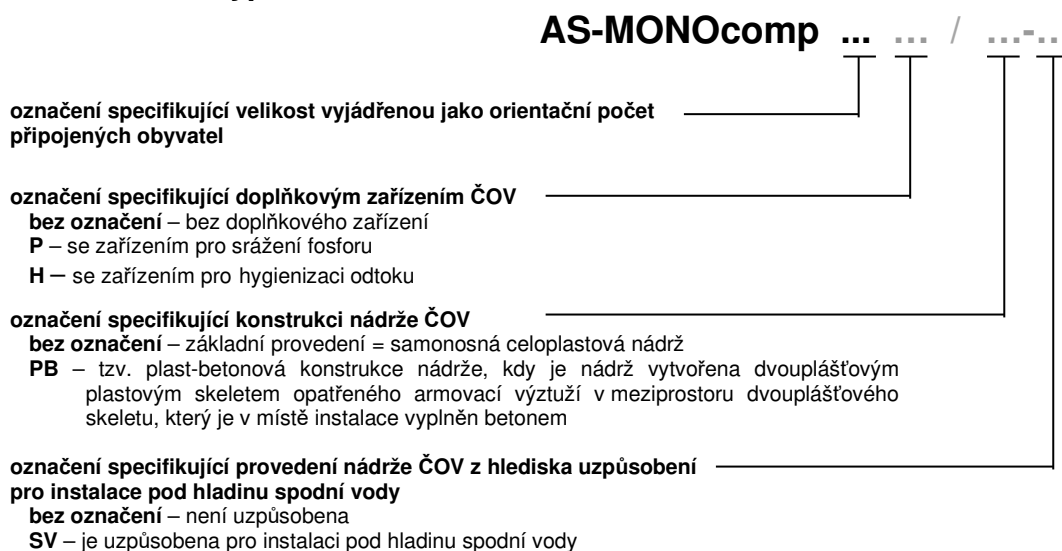 AS-MONOcomp ... ... / ...-..
označení specifikující velikost vyjádřenou jako orientační počet
připojených obyvatel
označení specifikující doplňkovým zařízením ČOV
bez označení – bez doplňkového zařízení
P – se zařízením pro srážení fosforu
H – se zařízením pro hygienizaci odtoku
označení specifikující konstrukci nádrže ČOV
bez označení – základní provedení = samonosná celoplastová nádrž
PB – tzv. plast-betonová konstrukce nádrže, kdy je nádrž vytvořena dvouplášťovým
plastovým skeletem opatřeného armovací výztuží v meziprostoru dvouplášťového
skeletu, který je v místě instalace vyplněn betonem
označení specifikující provedení nádrže ČOV z hlediska uzpůsobení
pro instalace pod hladinu spodní vody
bez označení – není uzpůsobena
SV – je uzpůsobena pro instalaci pod hladinu spodní vody